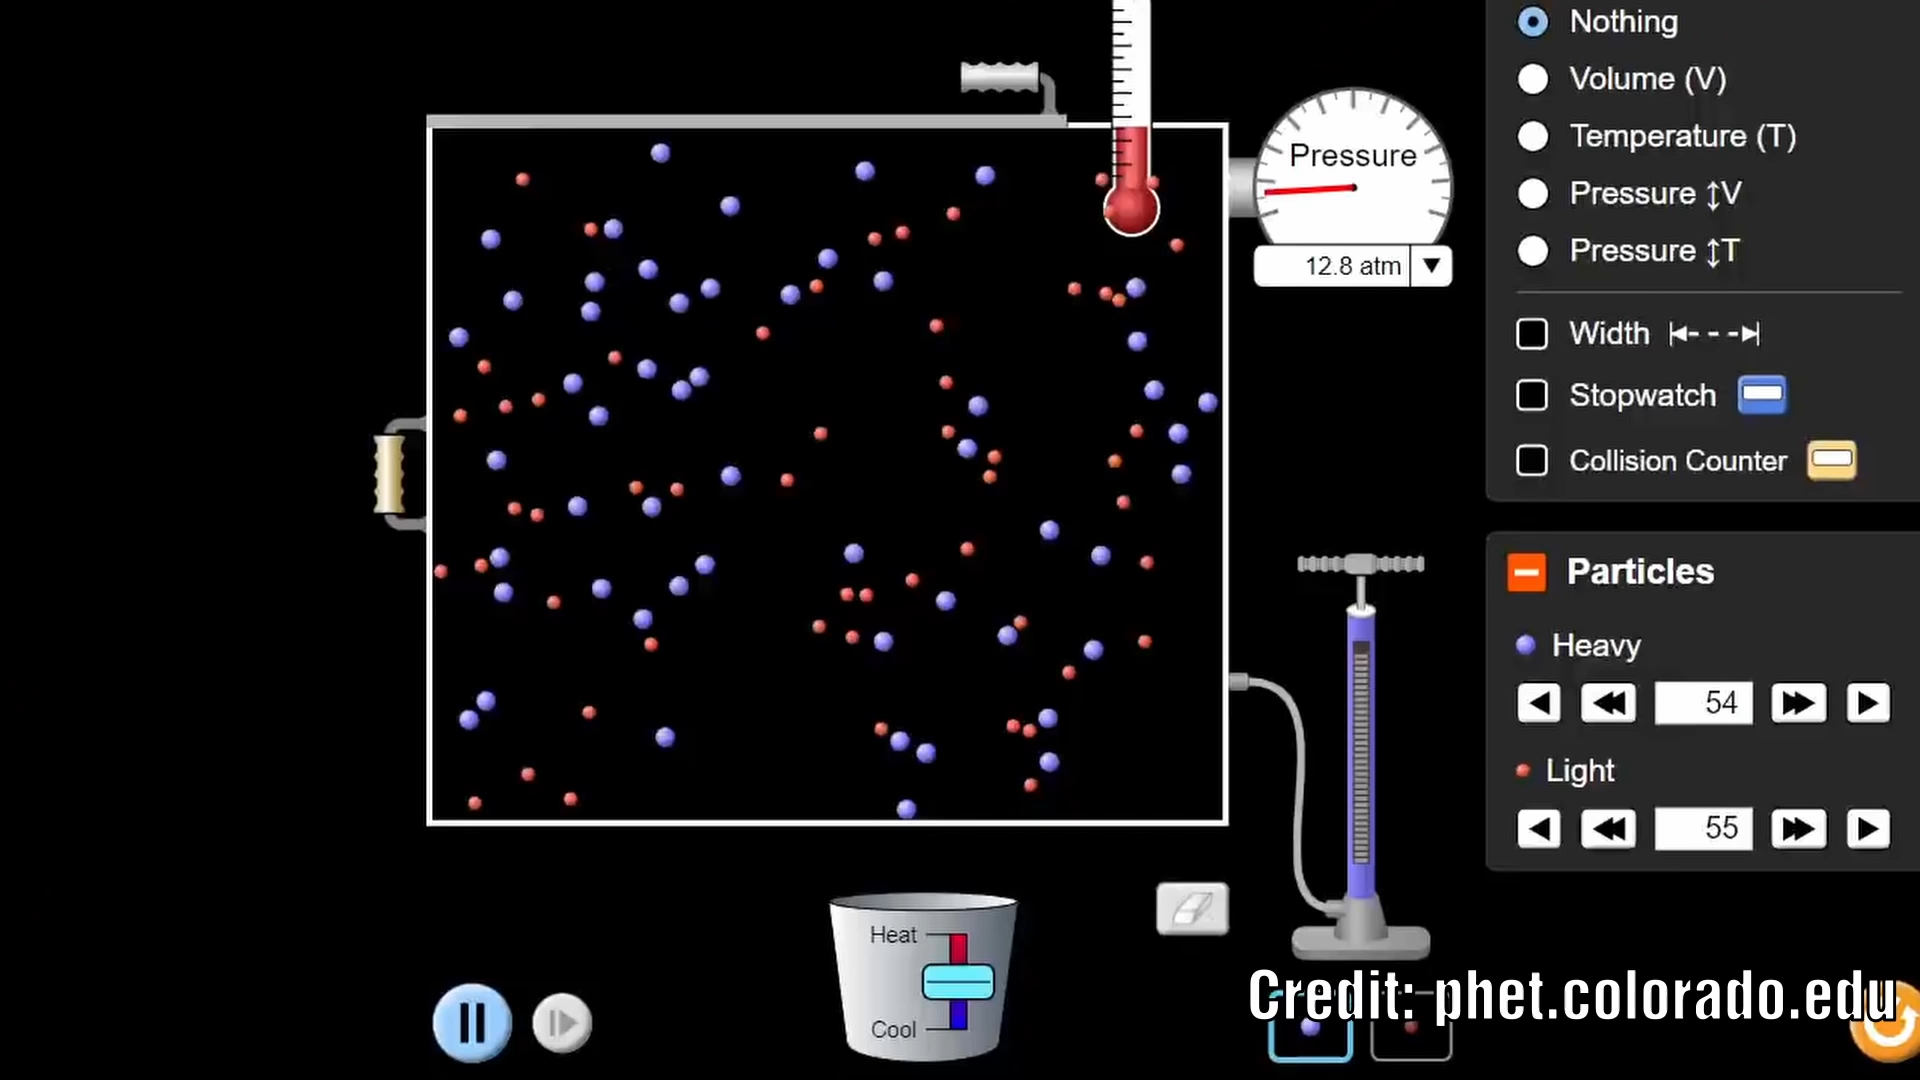 Nothing
Volume (V)
Temperature (T)
Pressure ↕V
Pressure ↕T
Width
Stopwatch
Collision Counter
Pressure
12.8 atm
Particles
Heavy
54
Light
55
Heat
Cool
Credit: phet.colorado.edu